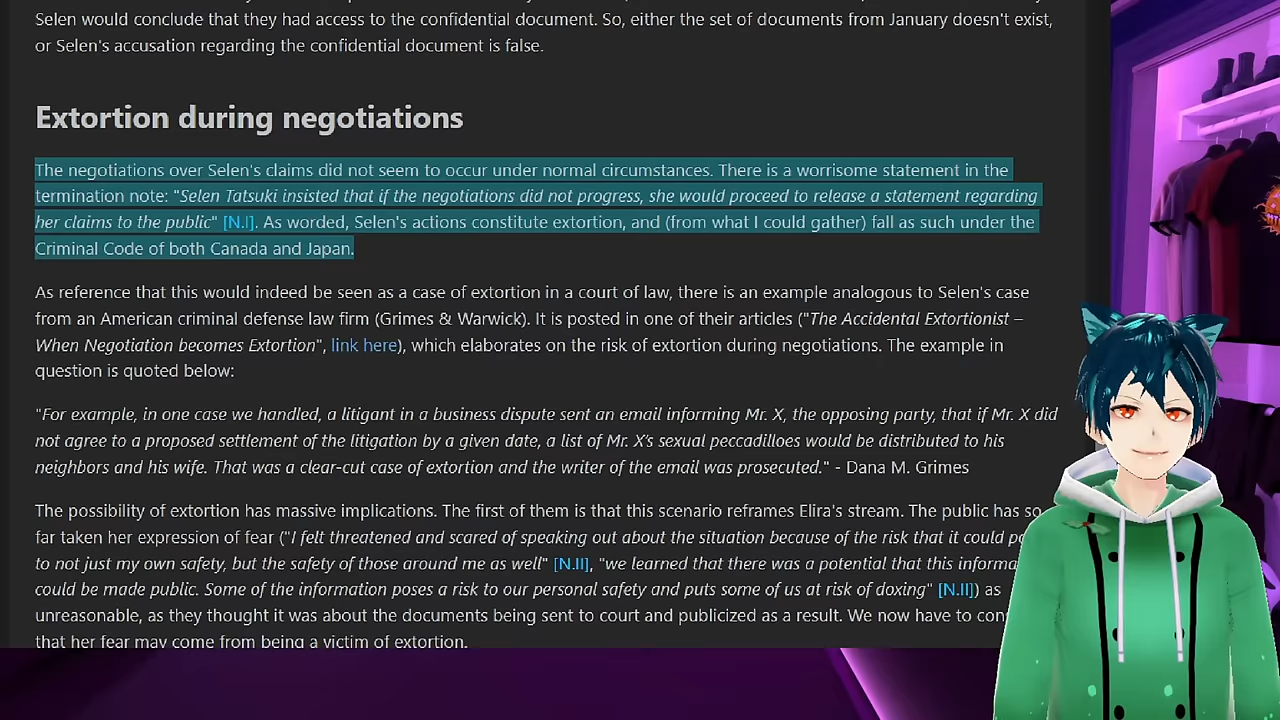 Selen would conclude that they had access to the confidential document. So, either the set of documents from January doesn't exist,
or Selen's accusation regarding the confidential document is false.
Extortion during negotiations
The negotiations over Selen's claims did not seem to occur under normal circumstances. There is a worrisome statement in the
termination note: "Selen Tatsuki insisted that if the negotiations did not progress, she would proceed to release a statement regarding
her claims to the public" [N.I]. As worded, Selen's actions constitute extortion, and (from what I could gather) fall as such under the
Criminal Code of both Canada and Japan.
As reference that this would indeed be seen as a case of extortion in a court of law, there is an example analogous to Selen's case
from an American criminal defense law firm (Grimes & Warwick). It is posted in one of their articles ("The Accidental Extortionist –
When Negotiation becomes Extortion", link here), which elaborates on the risk of extortion during negotiations. The example in
question is quoted below:
"For example, in one case we handled, a litigant in a business dispute sent an email informing Mr. X, the opposing party, that if Mr. X did
not agree to a proposed settlement of the litigation by a given date, a list of Mr. X's sexual peccadilloes would be distributed to his
neighbors and his wife. That was a clear-cut case of extortion and the writer of the email was prosecuted." - Dana M. Grimes
The possibility of extortion has massive implications. The first of them is that this scenario reframes Elira's stream. The public has so
far taken her expression of fear ("I felt threatened and scared of speaking out about the situation because of the risk that it could
to not just my own safety, but the safety of those around me as well" [N.II], "we learned that there was a potential that this
could be made public. Some of the information poses a risk to our personal safety and puts some of us at risk of doxing" [N.II]) as
unreasonable, as they thought it was about the documents being sent to court and publicized as a result. We now have to
that her fear may come from being a victim of extortion.